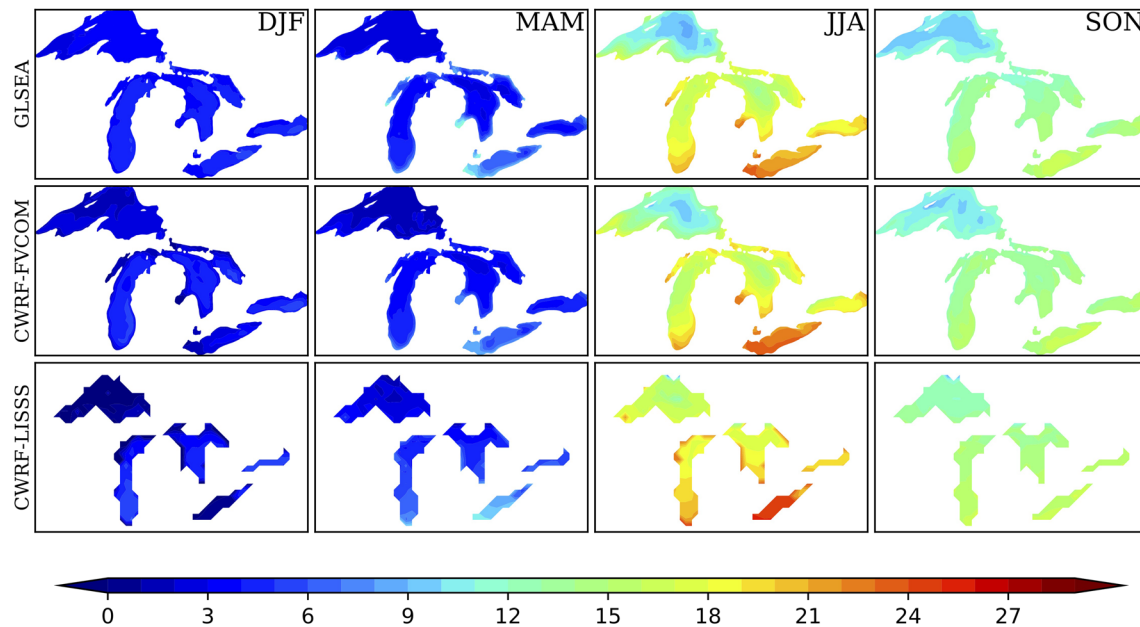 DJF
MAM
JJA
SON
GLSEA
CWRF-FVCOM
CWRF-LISSS
0 3 6 9 12 15 18 21 24 27